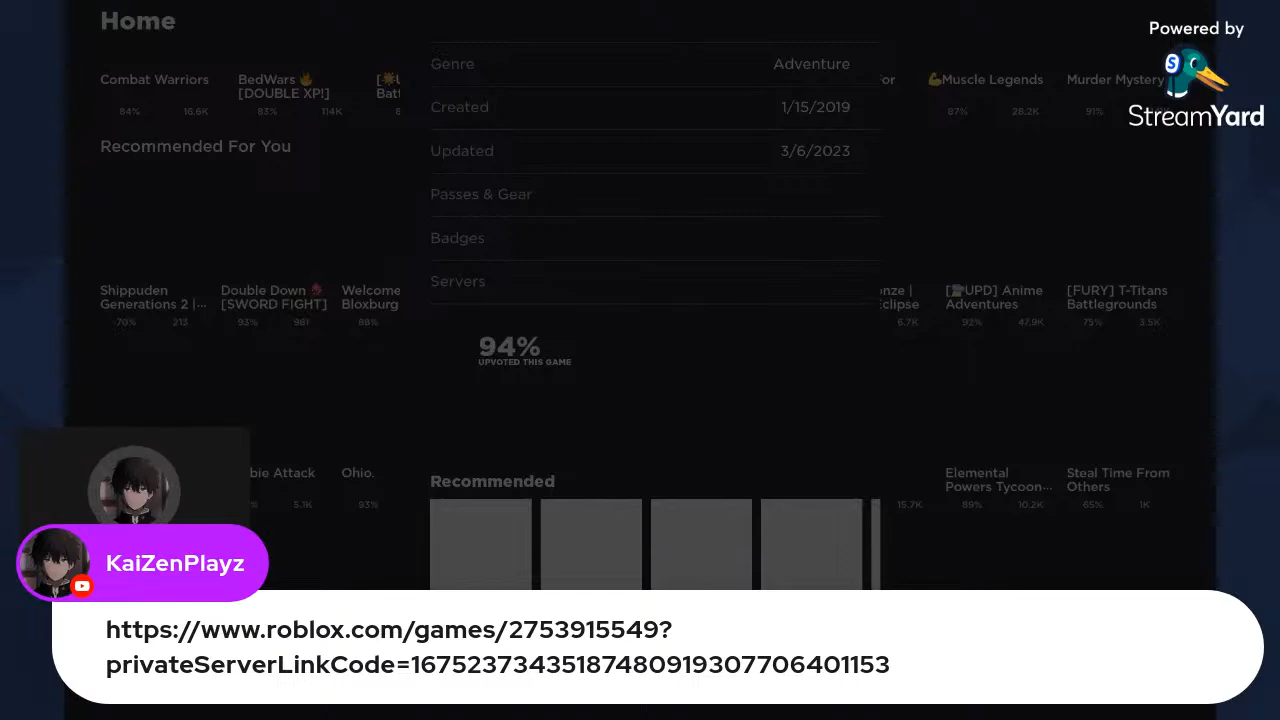 Home
Powered by
StreamYard
Genre Adventure
Created 1/15/2019
Updated 3/6/2023
Passes & Gear
Badges
Servers
94%
UPVOTED THIS GAME
Recommended
Combat Warriors
84% 16.6K
BedWars 🔥
[DOUBLE XP!]
83% 114K
💪Muscle Legends
87% 28.2K
Murder Mystery
91%
Recommended For You
Shippuden
Generations 2 |...
70% 213
Double Down
[SWORD FIGHT]
93% 981
Welcome
Bloxburg
88%
6.7K
UPD] Anime
Adventures
92% 47.9K
[FURY] T-Titans
Battlegrounds
75% 3.5K
bie Attack
5.1K
Ohio.
93%
15.7K
Elemental
Powers Tycoon...
89% 10.2K
Steal Time From
Others
65% 1K
KaiZenPlayz
https://www.roblox.com/games/2753915549?
privateServerLinkCode=16752373435187480919307706401153